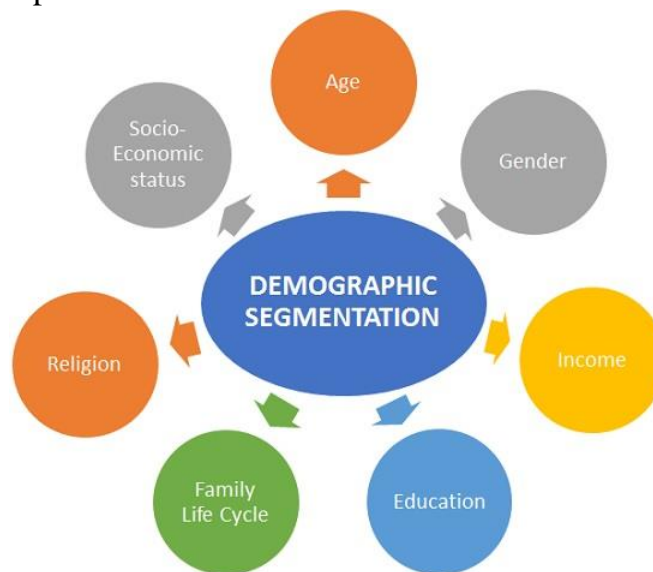 Age
Gender
Income
Education
Family
Life Cycle
Religion
Socio-
Economic
status
DEMOGRAPHIC
SEGMENTATION